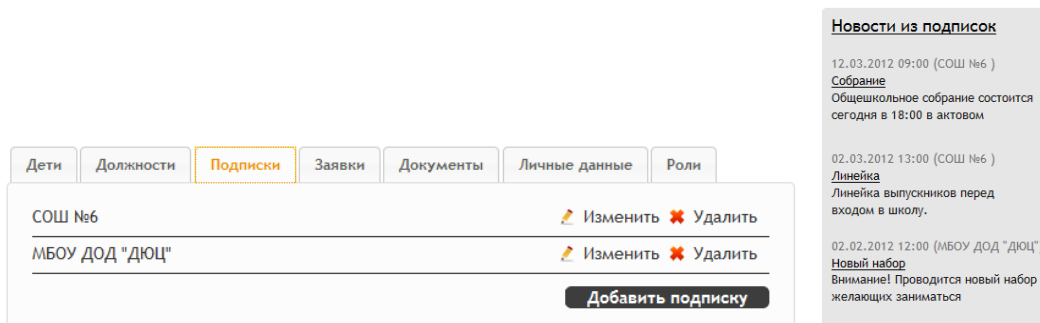 Дети Должности Подписки Заявки Документы Личные данные Роли
СОШ №6 Изменить Удалить
МБОУ ДОД "ДЮЦ" Изменить Удалить
Добавить подписку
Новости из подписок
12.03.2012 09:00 (СОШ №6 )
Собрание
Общешкольное собрание состоится
сегодня в 18:00 в актовом
02.03.2012 13:00 (СОШ №6 )
Линейка
Линейка выпускников перед
входом в школу.
02.02.2012 12:00 (МБОУ ДОД "ДЮЦ"
Новый набор
Внимание! Проводится новый набор
желающих заниматься